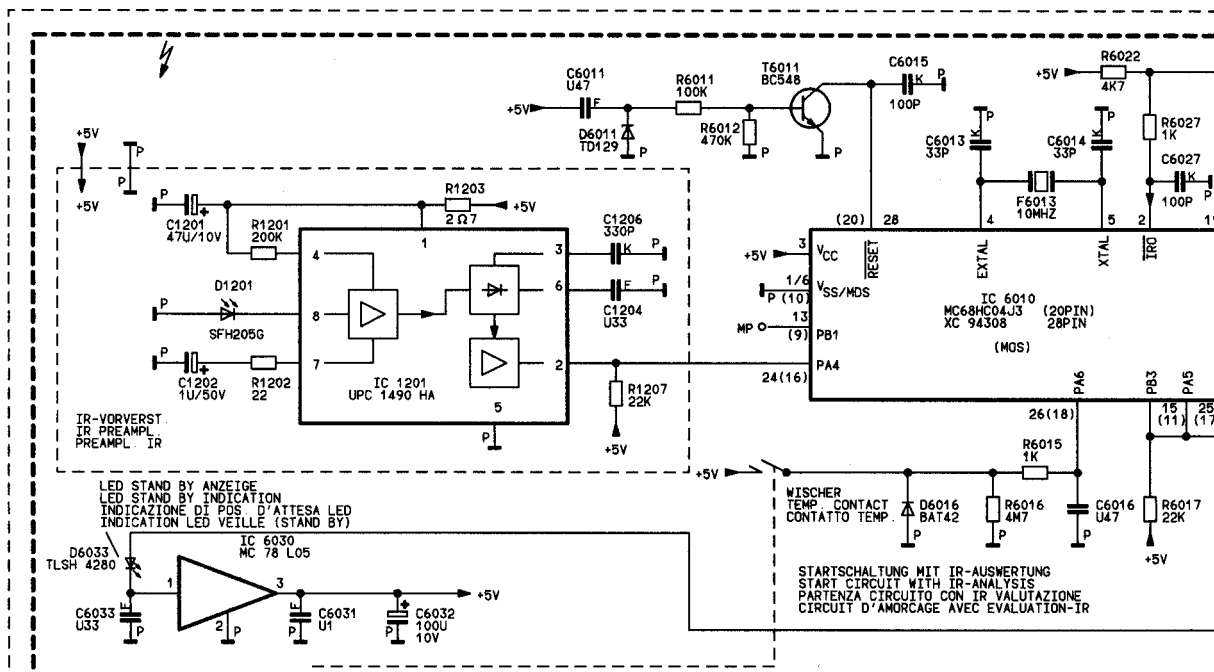 +5V
C6011
U47
F
R6011
100K
T6011
BC548
C6015
K
P
100P
D6011
TD129
P
R6012
470K
P
P
+5V
R6022
4K7
P
P
C6013
33P
K
C6014
33P
K
R6027
1K
C6027
K
100P
P
F6013
10MHZ
+5V
P
P
+5V
P
C1201
47U/10V
+
R1203
2Ω7
+5V
R1201
200K
1
4
3
C1206
330P
K
P
6
F
P
C1204
U33
P
D1201
SFH205G
8
P
C1202
1U/50V
+
R1202
22
7
2
IC 1201
UPC 1490 HA
5
P
R1207
22K
+5V
IR-VORVERST.
IR PREAMPL.
PREAMPL. IR
(20)
28
4
5
2
RESET
EXTAL
XTAL
IRQ
+5V
3
VCC
P
1/6
(10)
VSS/MDS
MP
13
(9)
PB1
PA4
24(16)
IC 6010
MC68HC04J3 (20PIN)
XC 94308 28PIN
(MOS)
PA6
PB3
PA5
26(18)
15
(11)
25
(17
+5V
WISCHER
TEMP. CONTACT
CONTATTO TEMP.
D6016
BAT42
P
R6016
4M7
P
R6015
1K
C6016
U47
P
R6017
22K
+5V
LED STAND BY ANZEIGE
LED STAND BY INDICATION
INDICAZIONE DI POS. D'ATTESA LED
INDICATION LED VEILLE (STAND BY)
IC 6030
MC 78 L05
D6033
TLSH 4280
1
3
2
P
C6033
U33
F
P
C6031
U1
F
P
+
C6032
100U
10V
P
+5V
STARTSCHALTUNG MIT IR-AUSWERTUNG
START CIRCUIT WITH IR-ANALYSIS
PARTENZA CIRCUITO CON IR VALUTAZIONE
CIRCUIT D'AMORCAGE AVEC EVALUATION-IR